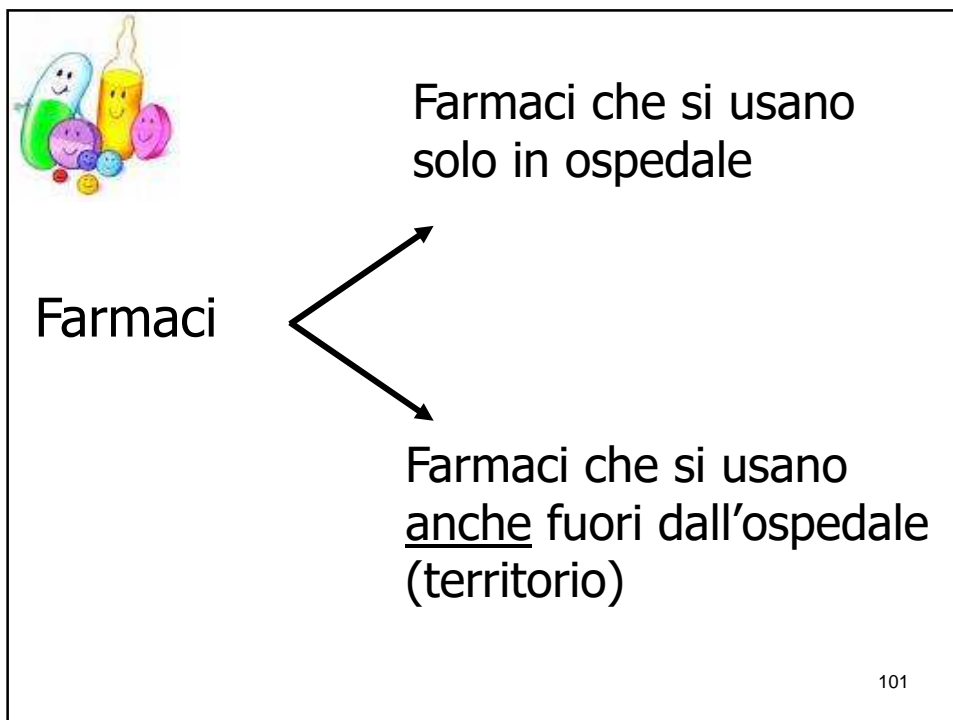 Farmaci che si usano
solo in ospedale
Farmaci
Farmaci che si usano
anche fuori dall’ospedale
(territorio)
101